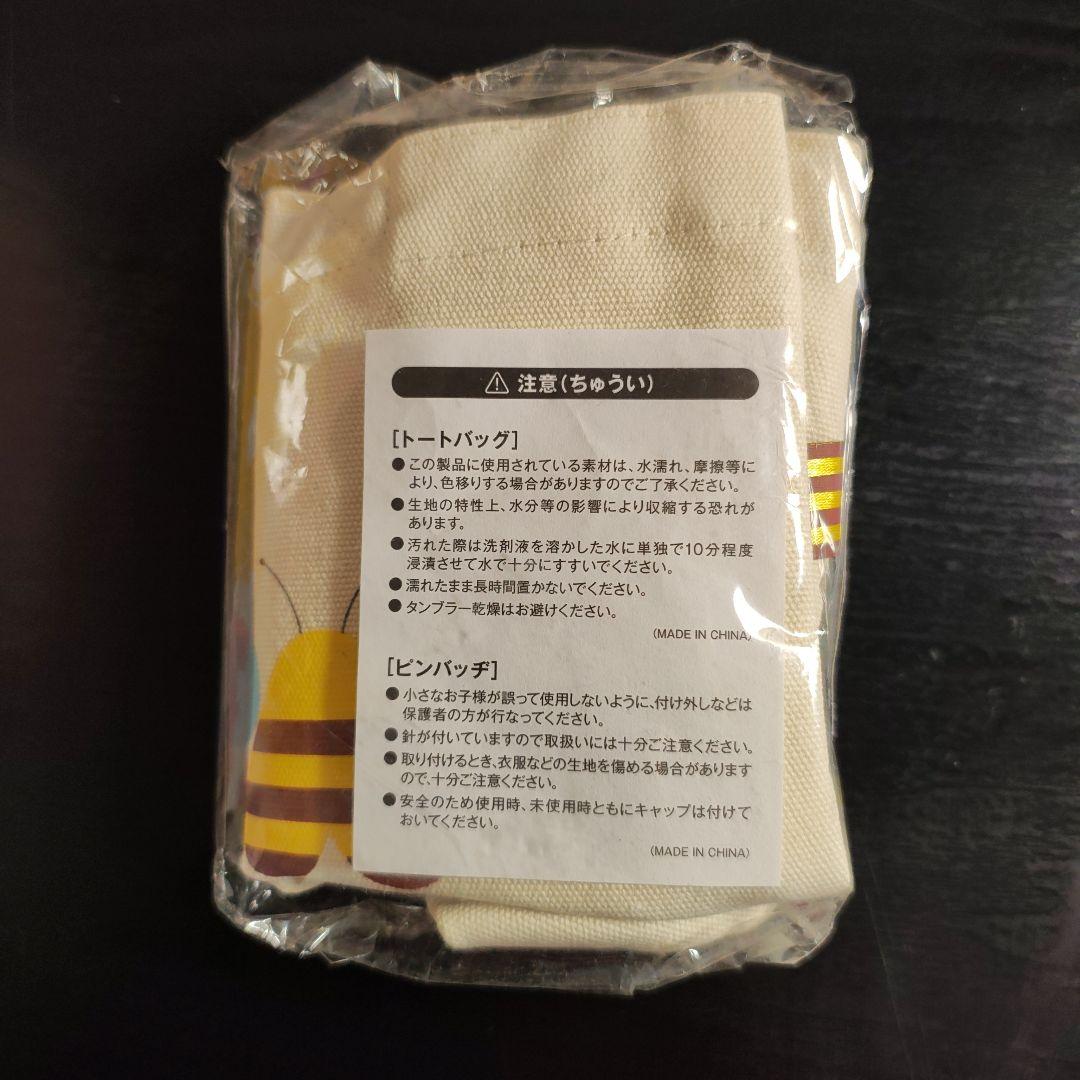 ⚠ 注意(ちゅうい)
[トートバッグ]
●この製品に使用されている素材は、水濡れ、摩擦等に
より、色移りする場合がありますのでご了承ください。
●生地の特性上、水分等の影響により収縮する恐れが
あります。
●汚れた際は洗剤液を溶かした水に単独で10分程度
浸漬させて水で十分にすすいでください。
●濡れたまま長時間置かないでください。
●タンブラー乾燥はお避けください。
(MADE IN CHINA)
[ピンバッヂ]
●小さなお子様が誤って使用しないように、付け外しなどは
保護者の方が行なってください。
●針が付いていますので取扱いには十分ご注意ください。
●取り付けるとき、衣服などの生地を傷める場合があります
ので、十分ご注意ください。
●安全のため使用時、未使用時ともにキャップは付けて
おいてください。
(MADE IN CHINA)